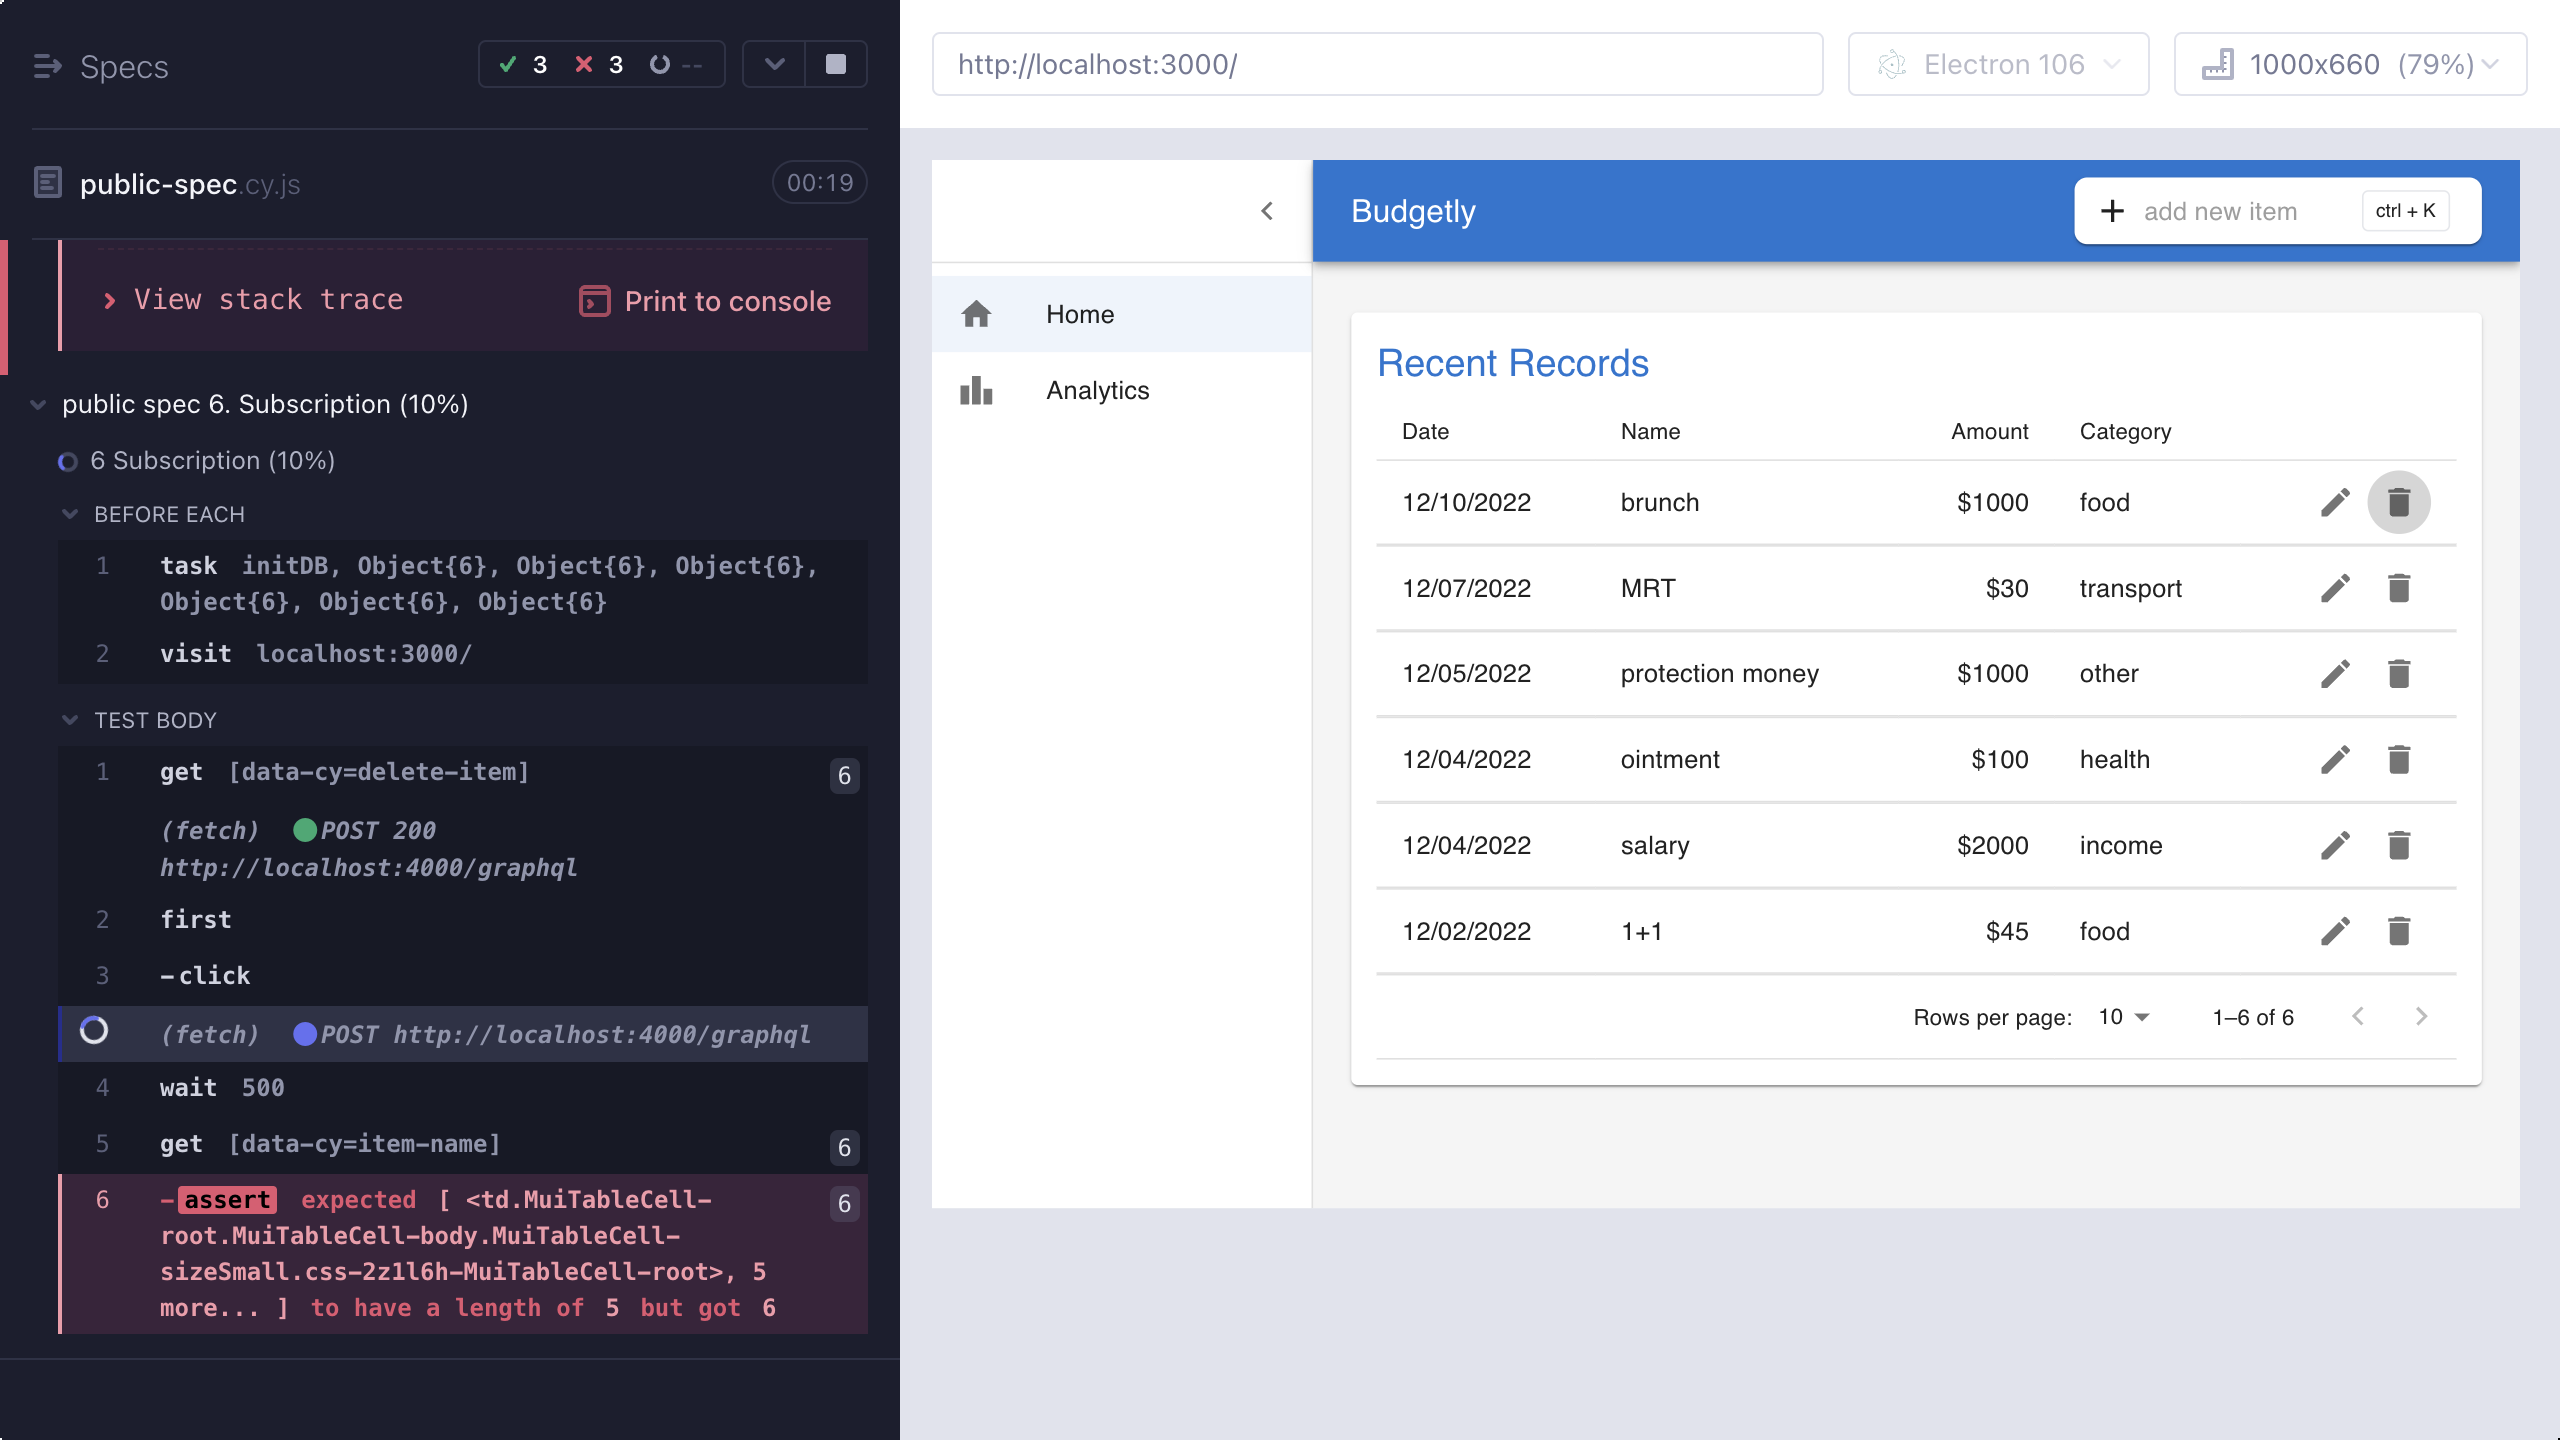 Specs
3 3 --
public-spec.cy.js
00:19
View stack trace
Print to console
public spec 6. Subscription (10%)
6 Subscription (10%)
BEFORE EACH
1 task initDB, Object{6}, Object{6}, Object{6},
Object{6}, Object{6}, Object{6}
2 visit localhost:3000/
TEST BODY
1 get [data-cy=delete-item] 6
(fetch) POST 200
http://localhost:4000/graphql
2 first
3 -click
(fetch) POST http://localhost:4000/graphql
4 wait 500
5 get [data-cy=item-name] 6
6 -assert expected [ <td.MuiTableCell- 6
root.MuiTableCell-body.MuiTableCell-
sizeSmall.css-2z1l6h-MuiTableCell-root>, 5
more... ] to have a length of 5 but got 6
http://localhost:3000/
Electron 106
1000x660 (79%)
Budgetly
add new item
ctrl + K
Home
Analytics
Recent Records
Date Name Amount Category
12/10/2022 brunch $1000 food
12/07/2022 MRT $30 transport
12/05/2022 protection money $1000 other
12/04/2022 ointment $100 health
12/04/2022 salary $2000 income
12/02/2022 1+1 $45 food
Rows per page: 10 1–6 of 6